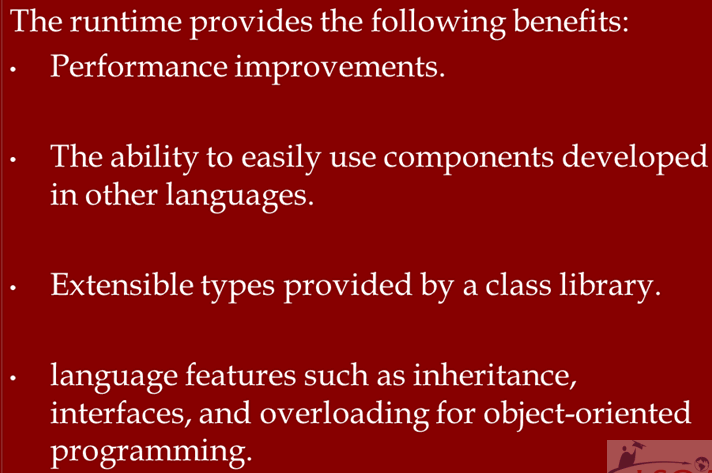 The runtime provides the following benefits:
• Performance improvements.
• The ability to easily use components developed
in other languages.
• Extensible types provided by a class library.
• language features such as inheritance,
interfaces, and overloading for object-oriented
programming.